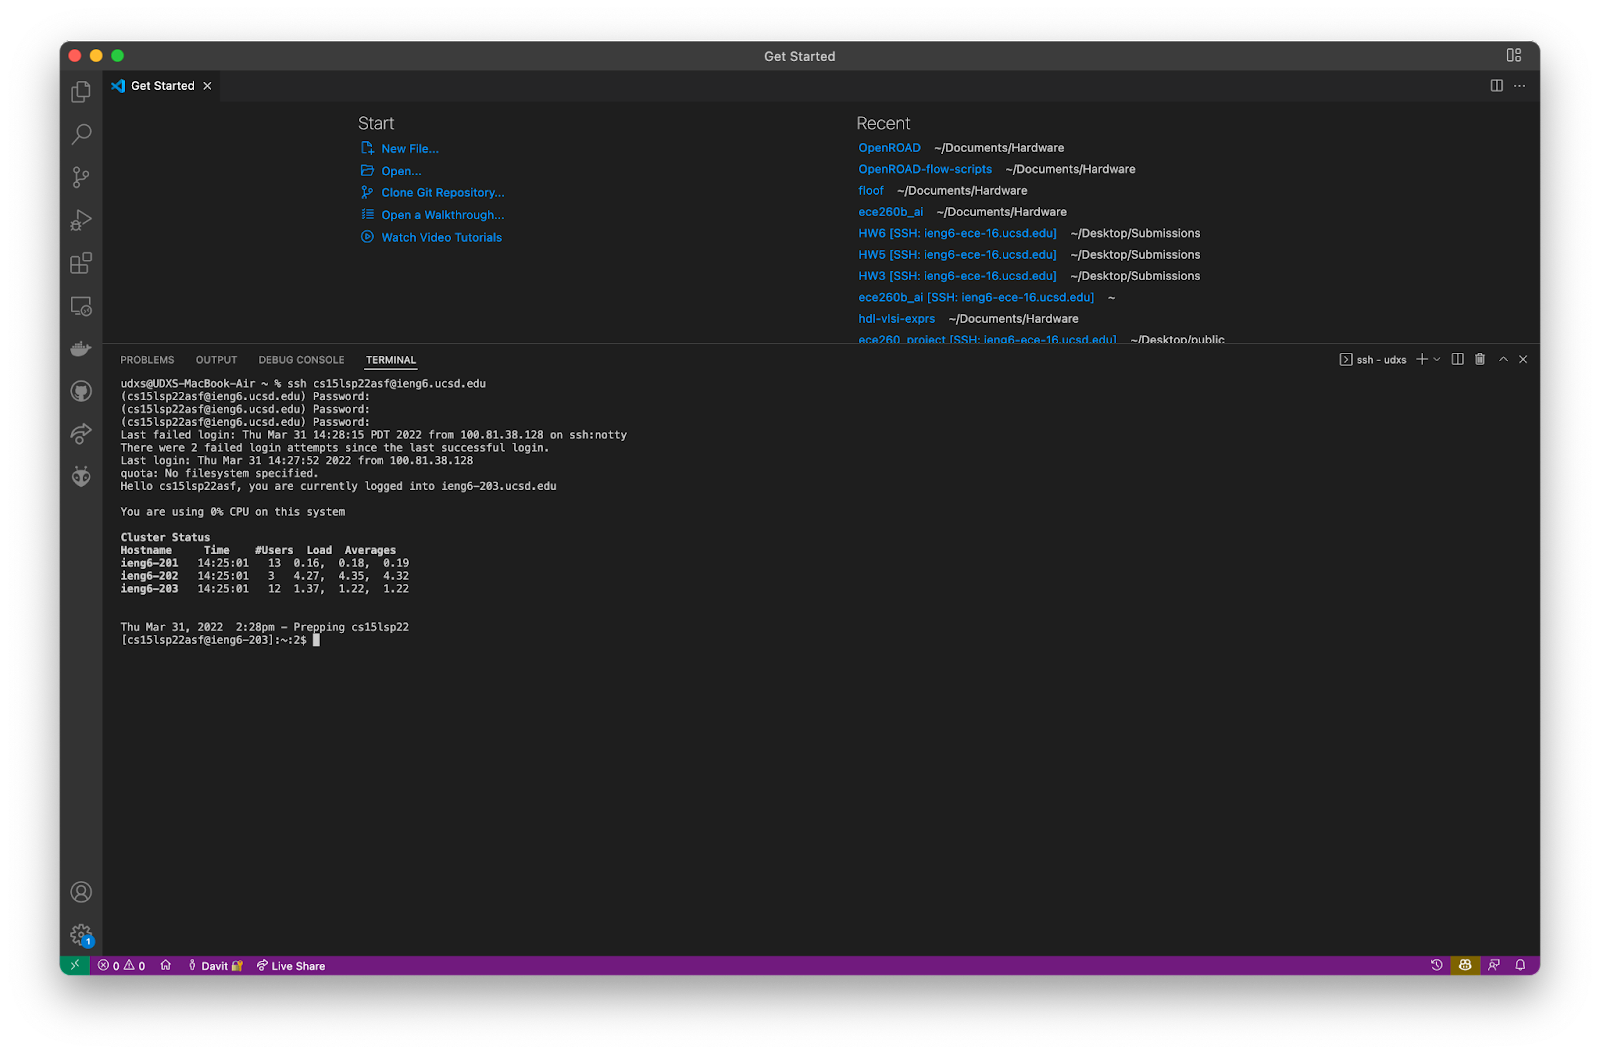 Get Started
Get Started
Start
New File...
Open...
Clone Git Repository...
Open a Walkthrough...
Watch Video Tutorials
Recent
OpenROAD ~/Documents/Hardware
OpenROAD-flow-scripts ~/Documents/Hardware
floof ~/Documents/Hardware
ece260b_ai ~/Documents/Hardware
HW6 [SSH: ieng6-ece-16.ucsd.edu] ~/Desktop/Submissions
HW5 [SSH: ieng6-ece-16.ucsd.edu] ~/Desktop/Submissions
HW3 [SSH: ieng6-ece-16.ucsd.edu] ~/Desktop/Submissions
ece260b_ai [SSH: ieng6-ece-16.ucsd.edu] ~
hdl-vlsi-exprs ~/Documents/Hardware
ece260_project [SSH: ieng6-ece-16.ucsd.edu] ~/Desktop/public
PROBLEMS OUTPUT DEBUG CONSOLE TERMINAL ssh - udxs
udxs@UDXS-MacBook-Air ~ % ssh cs15lsp22asf@ieng6.ucsd.edu
(cs15lsp22asf@ieng6.ucsd.edu) Password:
(cs15lsp22asf@ieng6.ucsd.edu) Password:
(cs15lsp22asf@ieng6.ucsd.edu) Password:
Last failed login: Thu Mar 31 14:28:15 PDT 2022 from 100.81.38.128 on ssh:notty
There were 2 failed login attempts since the last successful login.
Last login: Thu Mar 31 14:27:52 2022 from 100.81.38.128
quota: No filesystem specified.
Hello cs15lsp22asf, you are currently logged into ieng6-203.ucsd.edu
You are using 0% CPU on this system
Cluster Status
Hostname Time #Users Load Averages
ieng6-201 14:25:01 13 0.16, 0.18, 0.19
ieng6-202 14:25:01 3 4.27, 4.35, 4.32
ieng6-203 14:25:01 12 1.37, 1.22, 1.22
Thu Mar 31, 2022 2:28pm - Prepping cs15lsp22
[cs15lsp22asf@ieng6-203]:~:2$
1
0 0 Davit Live Share